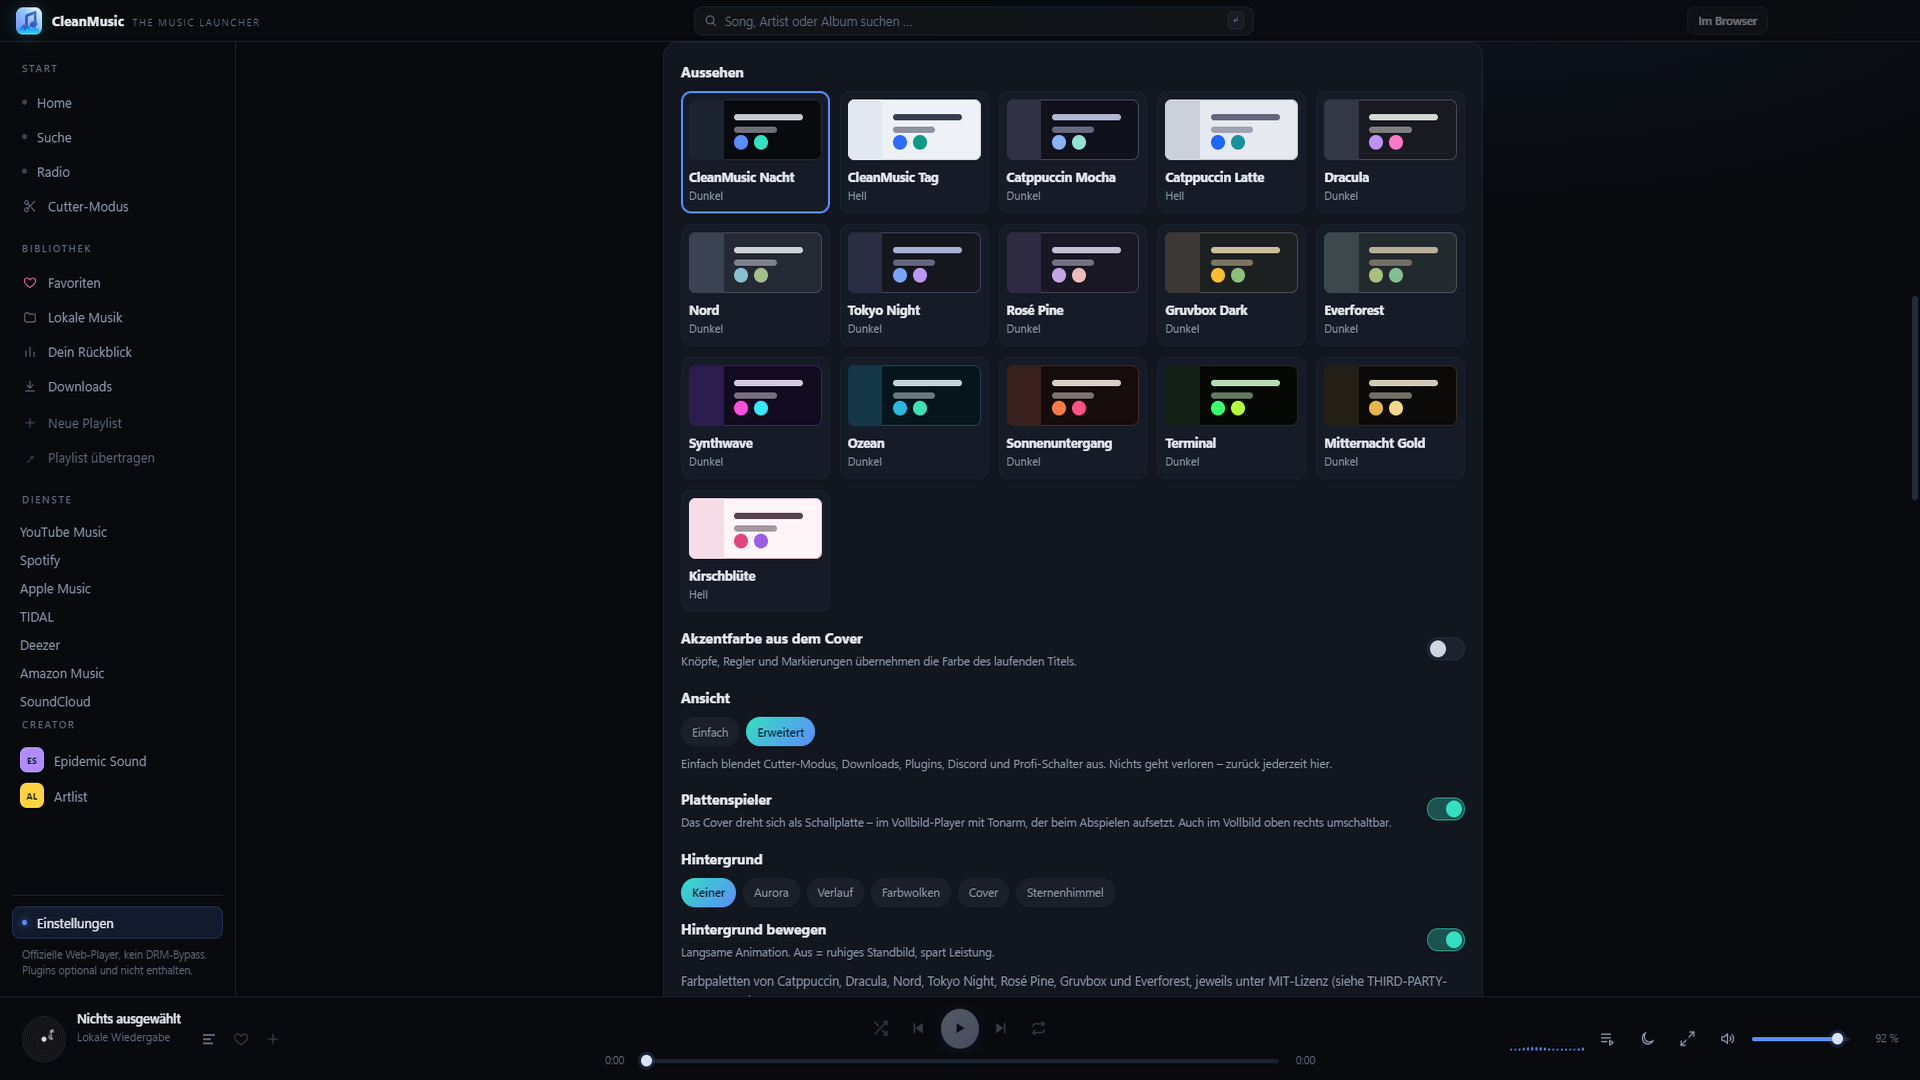 CleanMusic THE MUSIC LAUNCHER
Song, Artist oder Album suchen ...
Im Browser
START
Home
Suche
Radio
Cutter-Modus
BIBLIOTHEK
Favoriten
Lokale Musik
Dein Rückblick
Downloads
Neue Playlist
Playlist übertragen
DIENSTE
YouTube Music
Spotify
Apple Music
TIDAL
Deezer
Amazon Music
SoundCloud
CREATOR
ES Epidemic Sound
AL Artlist
Einstellungen
Offizielle Web-Player, kein DRM-Bypass.
Plugins optional und nicht enthalten.
Aussehen
CleanMusic Nacht
Dunkel
CleanMusic Tag
Hell
Catppuccin Mocha
Dunkel
Catppuccin Latte
Hell
Dracula
Dunkel
Nord
Dunkel
Tokyo Night
Dunkel
Rosé Pine
Dunkel
Gruvbox Dark
Dunkel
Everforest
Dunkel
Synthwave
Dunkel
Ozean
Dunkel
Sonnenuntergang
Dunkel
Terminal
Dunkel
Mitternacht Gold
Dunkel
Kirschblüte
Hell
Akzentfarbe aus dem Cover
Knöpfe, Regler und Markierungen übernehmen die Farbe des laufenden Titels.
Ansicht
Einfach Erweitert
Einfach blendet Cutter-Modus, Downloads, Plugins, Discord und Profi-Schalter aus. Nichts geht verloren – zurück jederzeit hier.
Plattenspieler
Das Cover dreht sich als Schallplatte – im Vollbild-Player mit Tonarm, der beim Abspielen aufsetzt. Auch im Vollbild oben rechts umschaltbar.
Hintergrund
Keiner Aurora Verlauf Farbwolken Cover Sternenhimmel
Hintergrund bewegen
Langsame Animation. Aus = ruhiges Standbild, spart Leistung.
Farbpaletten von Catppuccin, Dracula, Nord, Tokyo Night, Rosé Pine, Gruvbox und Everforest, jeweils unter MIT-Lizenz (siehe THIRD-PARTY-
Nichts ausgewählt
Lokale Wiedergabe
0:00
0:00
92 %